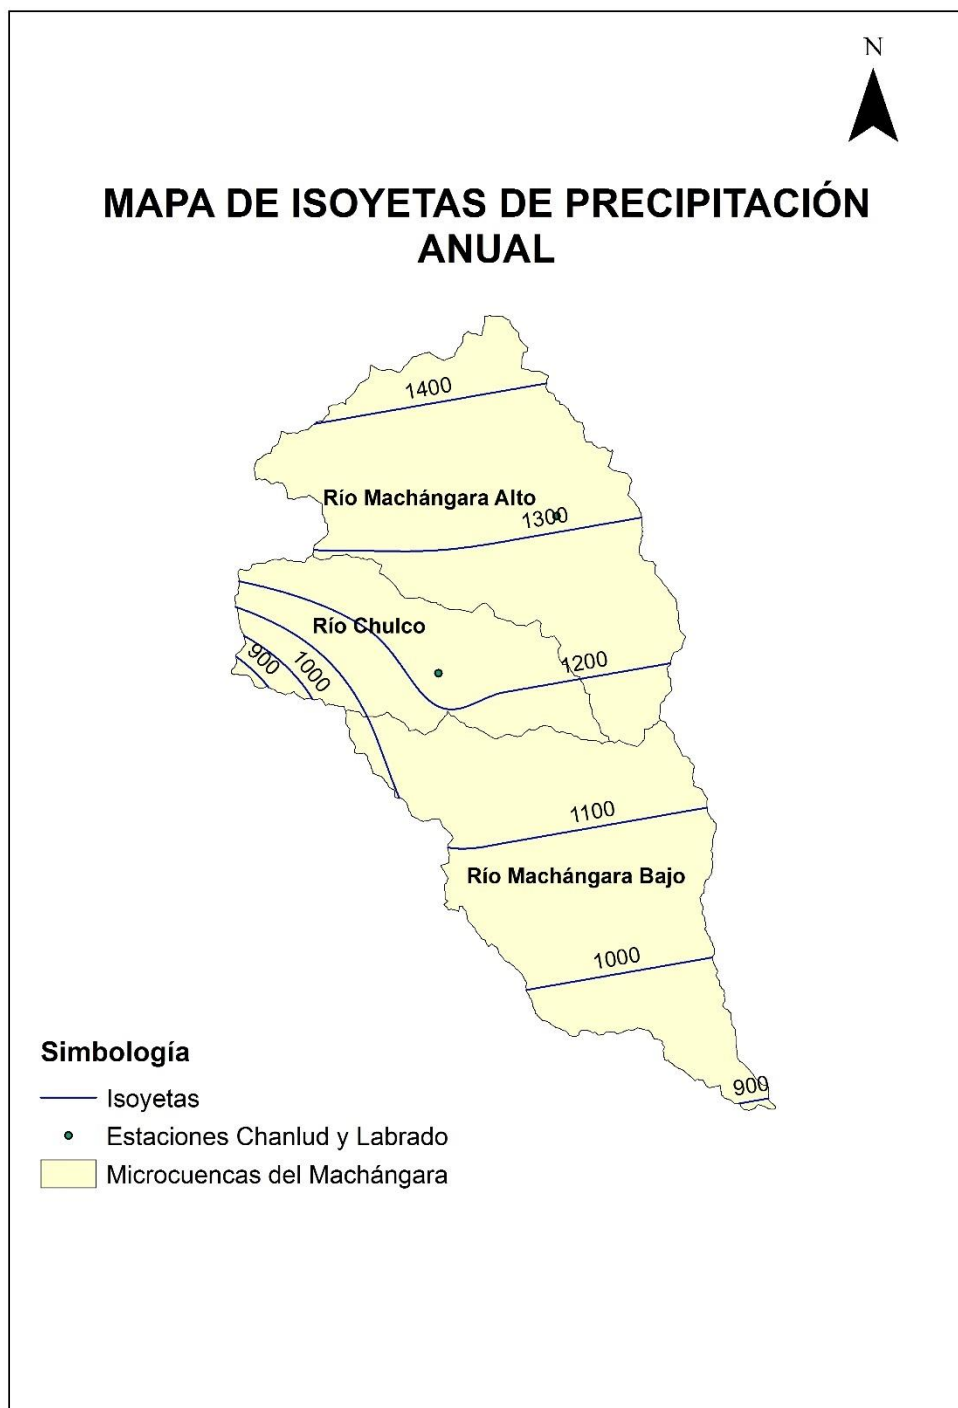 N
MAPA DE ISOYETAS DE PRECIPITACIÓN
ANUAL
1400
Río Machángara Alto
1300
Río Chulco
900
1000
1200
1100
Río Machángara Bajo
1000
900
Simbología
Isoyetas
Estaciones Chanlud y Labrado
Microcuencas del Machángara